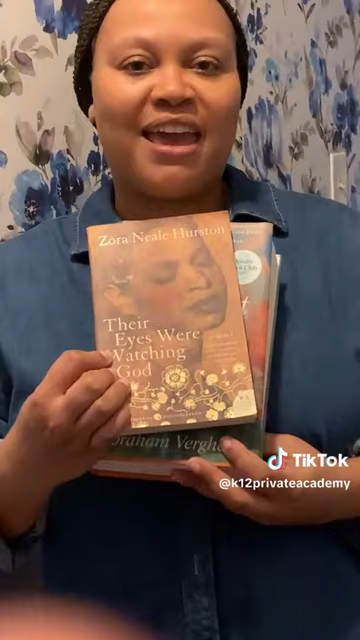 Zora Neale Hurston
Their
Eyes Were
Watching
God
Abraham Verghe
TikTok
@k12privateacademy